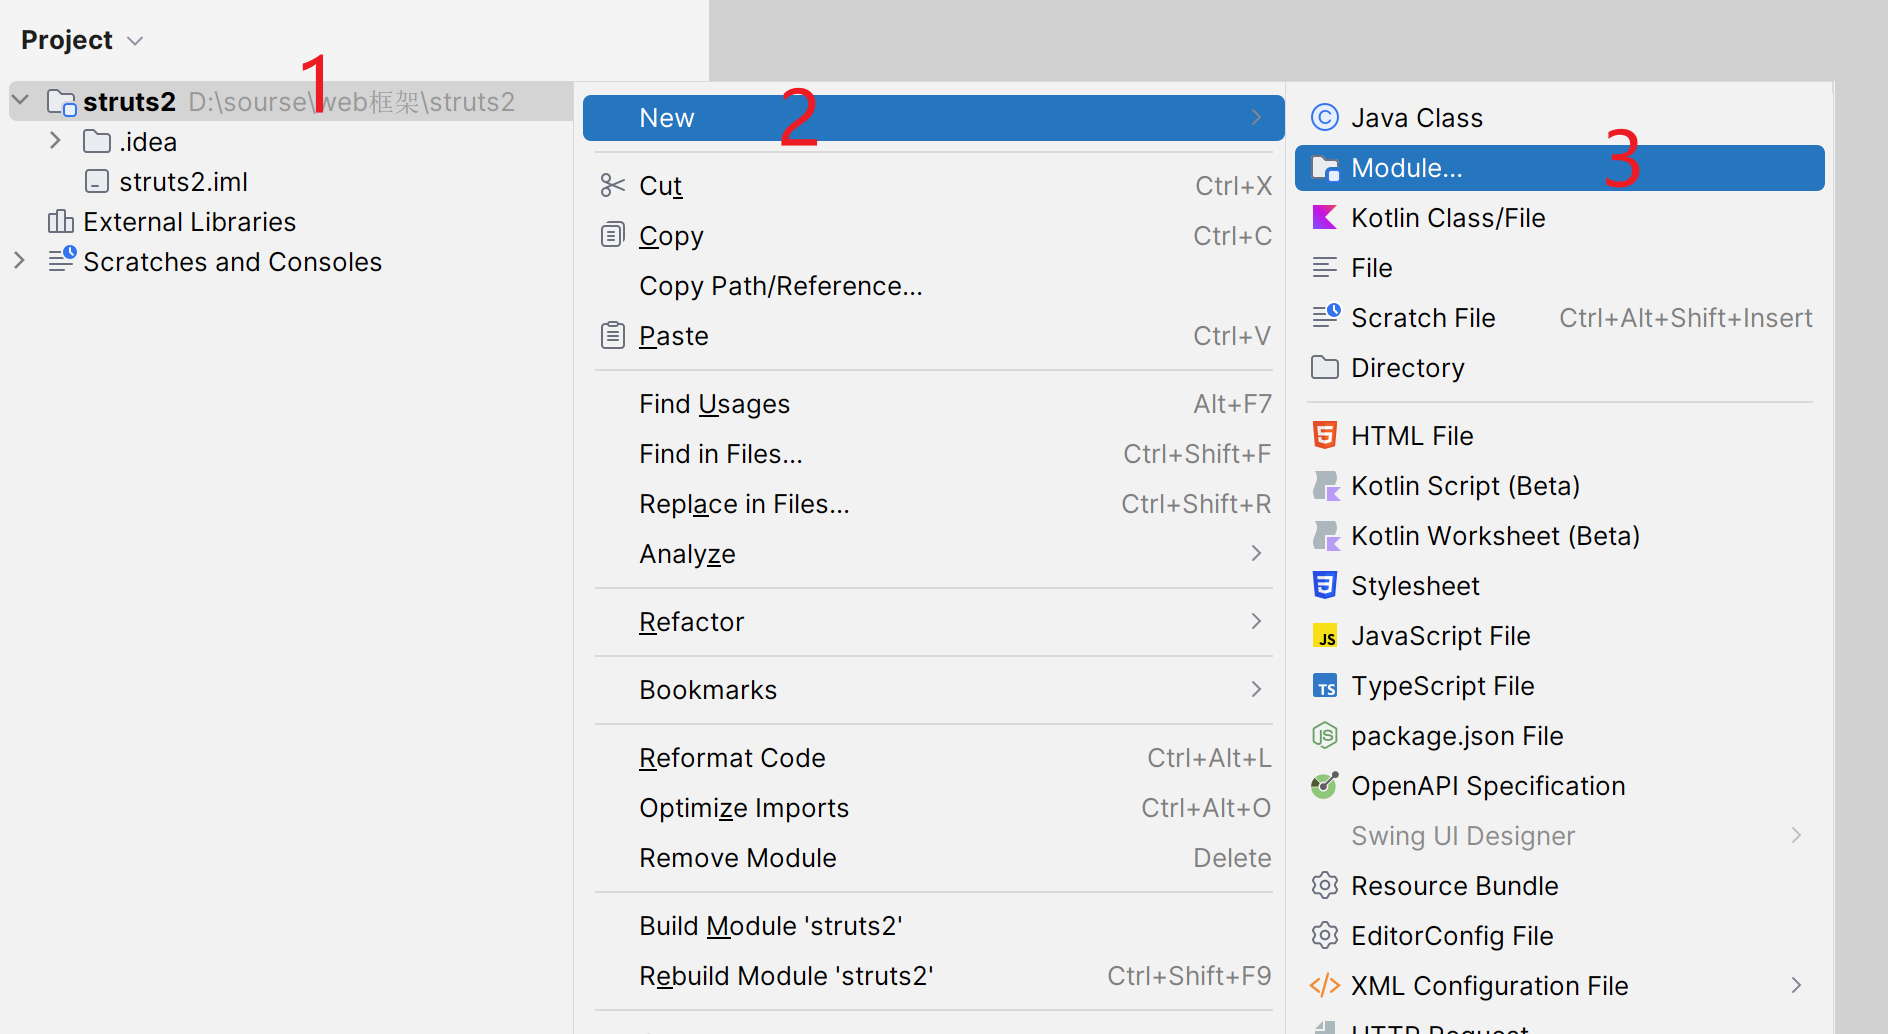 Project
1
struts2 D:\sourse\web框架\struts2
.idea
struts2.iml
External Libraries
Scratches and Consoles
New
2
Cut Ctrl+X
Copy Ctrl+C
Copy Path/Reference...
Paste Ctrl+V
Find Usages Alt+F7
Find in Files... Ctrl+Shift+F
Replace in Files... Ctrl+Shift+R
Analyze
Refactor
Bookmarks
Reformat Code Ctrl+Alt+L
Optimize Imports Ctrl+Alt+O
Remove Module Delete
Build Module 'struts2'
Rebuild Module 'struts2' Ctrl+Shift+F9
Java Class
3
Module...
Kotlin Class/File
File
Scratch File Ctrl+Alt+Shift+Insert
Directory
HTML File
Kotlin Script (Beta)
Kotlin Worksheet (Beta)
Stylesheet
JavaScript File
TypeScript File
package.json File
OpenAPI Specification
Swing UI Designer
Resource Bundle
EditorConfig File
XML Configuration File
HTTP Request